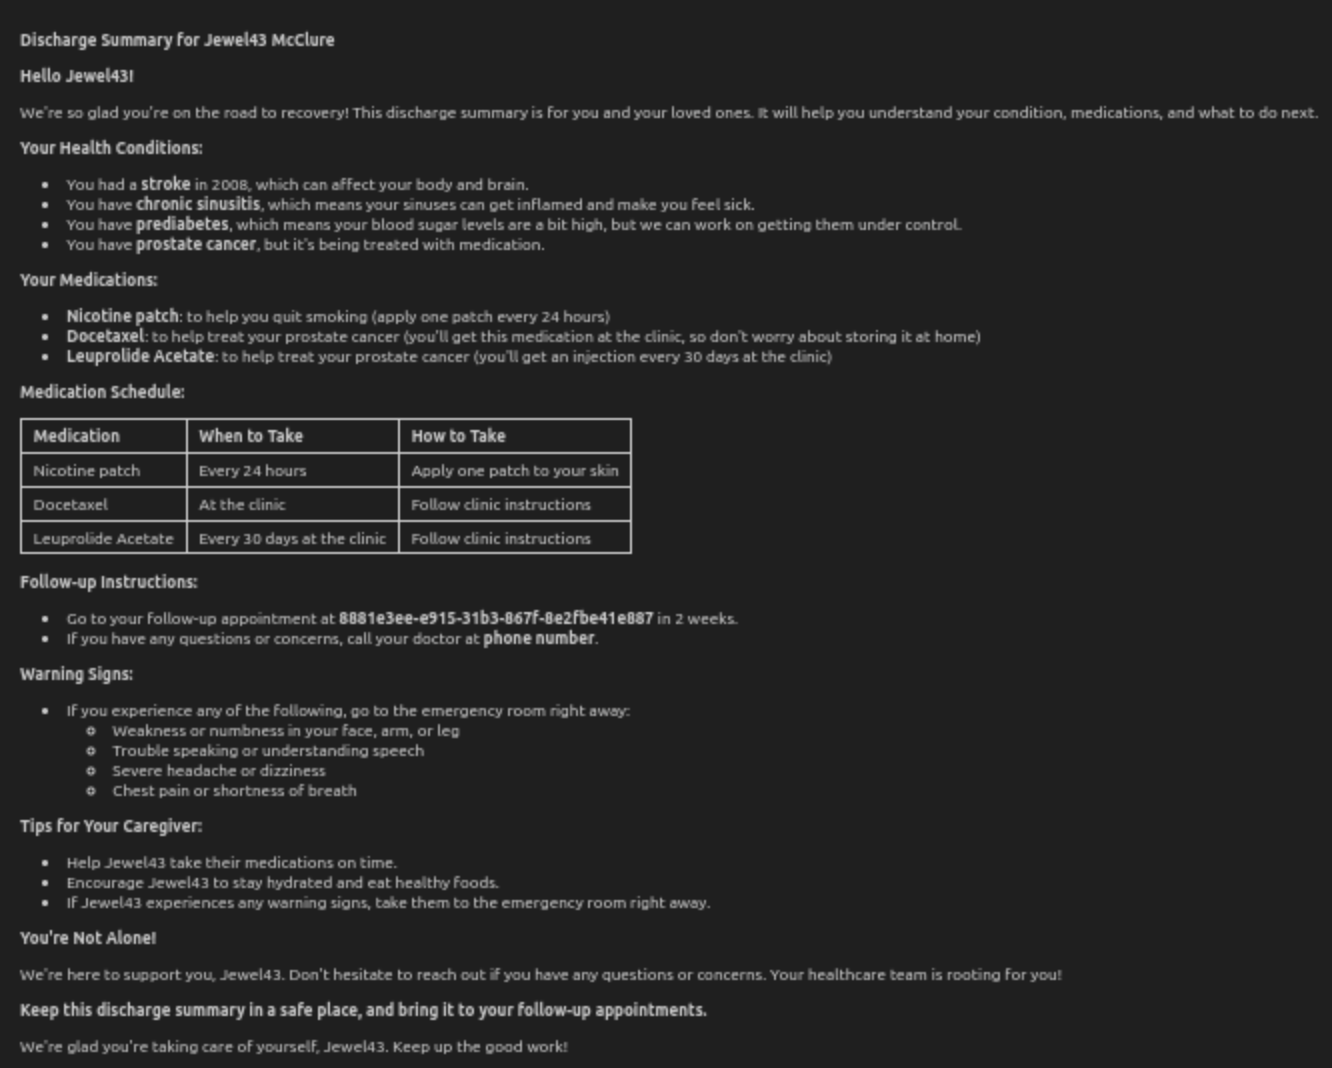 Discharge Summary for Jewel43 McClure
Hello Jewel43!
We're so glad you're on the road to recovery! This discharge summary is for you and your loved ones. It will help you understand your condition, medications, and what to do next.
Your Health Conditions:
• You had a stroke in 2008, which can affect your body and brain.
• You have chronic sinusitis, which means your sinuses can get inflamed and make you feel sick.
• You have prediabetes, which means your blood sugar levels are a bit high, but we can work on getting them under control.
• You have prostate cancer, but it's being treated with medication.
Your Medications:
• Nicotine patch: to help you quit smoking (apply one patch every 24 hours)
• Docetaxel: to help treat your prostate cancer (you'll get this medication at the clinic, so don't worry about storing it at home)
• Leuprolide Acetate: to help treat your prostate cancer (you'll get an injection every 30 days at the clinic)
Medication Schedule:
Medication When to Take How to Take
Nicotine patch Every 24 hours Apply one patch to your skin
Docetaxel At the clinic Follow clinic instructions
Leuprolide Acetate Every 30 days at the clinic Follow clinic instructions
Follow-up Instructions:
• Go to your follow-up appointment at 8881e3ee-e915-31b3-867f-8e2fbe41e887 in 2 weeks.
• If you have any questions or concerns, call your doctor at phone number.
Warning Signs:
• If you experience any of the following, go to the emergency room right away:
◦ Weakness or numbness in your face, arm, or leg
◦ Trouble speaking or understanding speech
◦ Severe headache or dizziness
◦ Chest pain or shortness of breath
Tips for Your Caregiver:
• Help Jewel43 take their medications on time.
• Encourage Jewel43 to stay hydrated and eat healthy foods.
• If Jewel43 experiences any warning signs, take them to the emergency room right away.
You're Not Alone!
We're here to support you, Jewel43. Don't hesitate to reach out if you have any questions or concerns. Your healthcare team is rooting for you!
Keep this discharge summary in a safe place, and bring it to your follow-up appointments.
We're glad you're taking care of yourself, Jewel43. Keep up the good work!